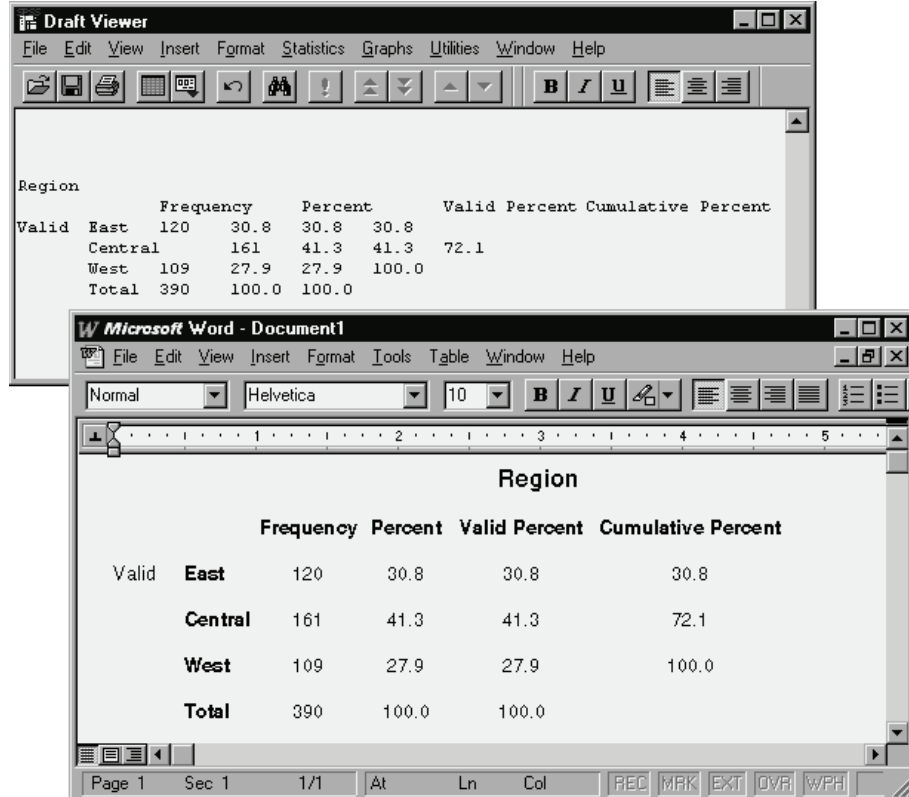 Draft Viewer
File Edit View Insert Format Statistics Graphs Utilities Window Help
B I U
Region
Frequency Percent Valid Percent Cumulative Percent
Valid East 120 30.8 30.8 30.8
Central 161 41.3 41.3 72.1
West 109 27.9 27.9 100.0
Total 390 100.0 100.0
Microsoft Word - Document1
File Edit View Insert Format Tools Table Window Help
Normal Helvetica 10 B I U
1 2 3 4 5
Region
Frequency Percent Valid Percent Cumulative Percent
Valid East 120 30.8 30.8 30.8
Central 161 41.3 41.3 72.1
West 109 27.9 27.9 100.0
Total 390 100.0 100.0
Page 1 Sec 1 1/1 At Ln Col REC MRK EXT OVR WPH